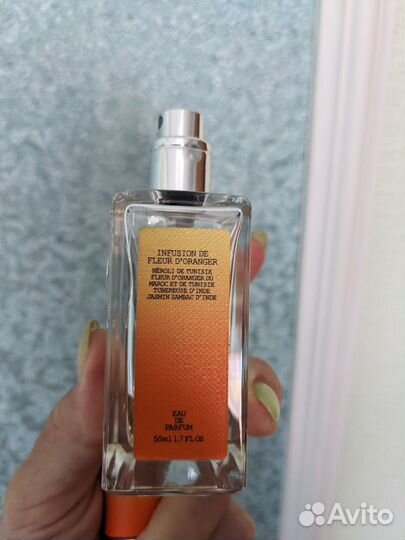 INFUSION DE
FLEUR D'ORANGER
NÉROLI DE TUNISIE
FLEUR D'ORANGER DU
MAROC ET DE TUNISIE
TUBEREUSE D'INDE
JASMIN SAMBAC D'INDE
EAU
DE
PARFUM
50ml 1.7 FL OZ
Avito